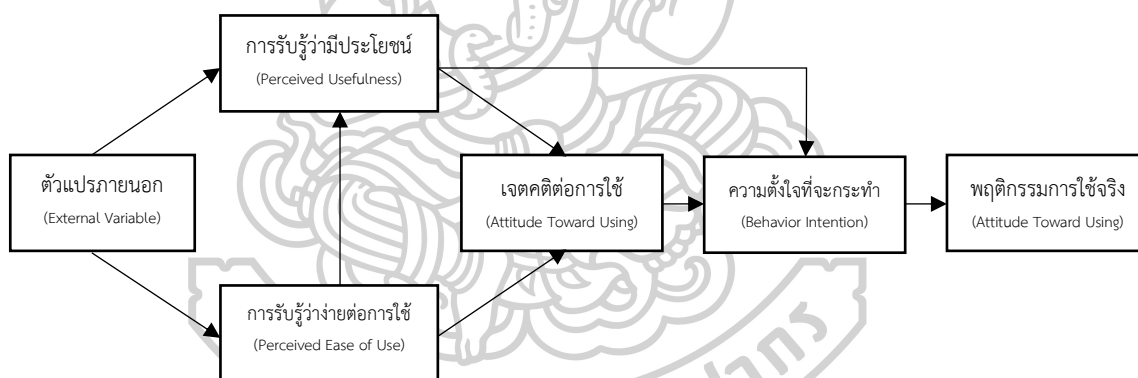 การรับรู้ว่ามีประโยชน์
(Perceived Usefulness)
ตัวแปรภายนอก
(External Variable)
เจตคติต่อการใช้
(Attitude Toward Using)
ความตั้งใจที่จะกระทำ
(Behavior Intention)
พฤติกรรมการใช้จริง
(Attitude Toward Using)
การรับรู้ว่าง่ายต่อการใช้
(Perceived Ease of Use)